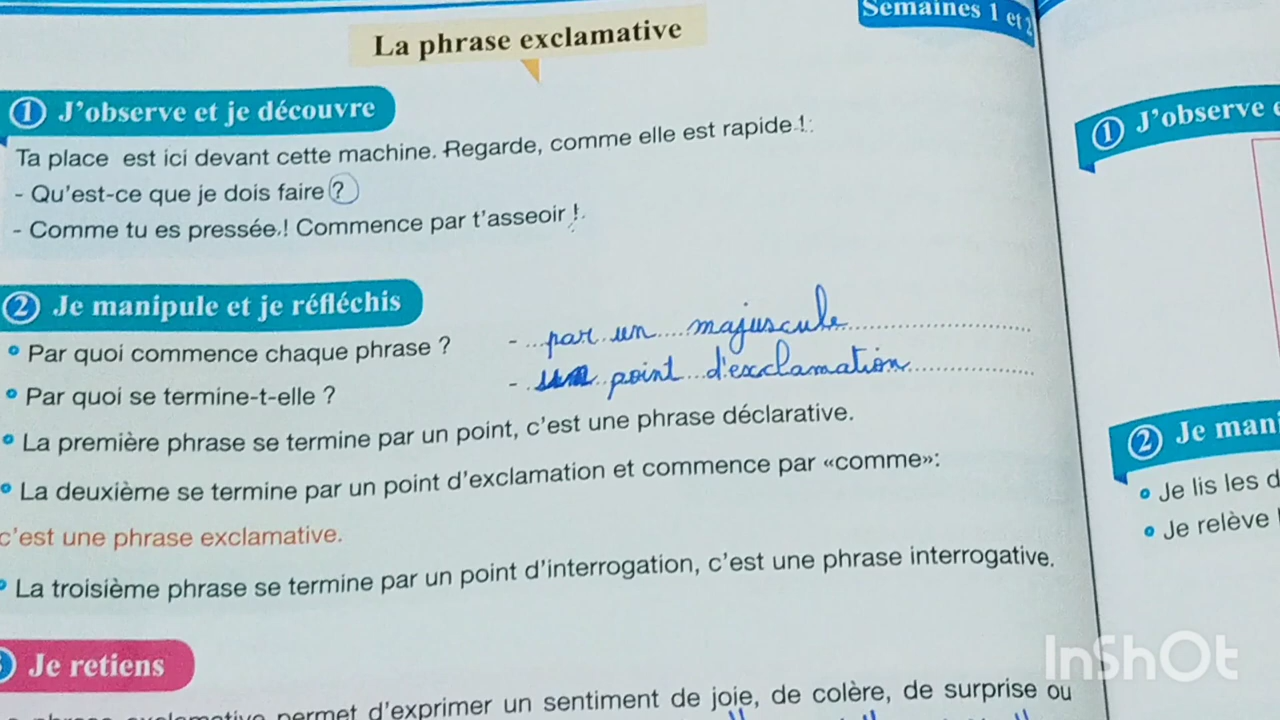 Semaines 1 et 2
La phrase exclamative
1 J'observe et je découvre
Ta place est ici devant cette machine. Regarde, comme elle est rapide !
- Qu'est-ce que je dois faire ?
- Comme tu es pressée ! Commence par t'asseoir !
2 Je manipule et je réfléchis
• Par quoi commence chaque phrase ? - par un majuscule
• Par quoi se termine-t-elle ? - un point d'exclamation
• La première phrase se termine par un point, c'est une phrase déclarative.
• La deuxième se termine par un point d'exclamation et commence par «comme»:
c'est une phrase exclamative.
• La troisième phrase se termine par un point d'interrogation, c'est une phrase interrogative.
Je retiens
phrase exclamative permet d'exprimer un sentiment de joie, de colère, de surprise ou
1 J'observe
2 Je mani
• Je lis les d
• Je relève
InShOt